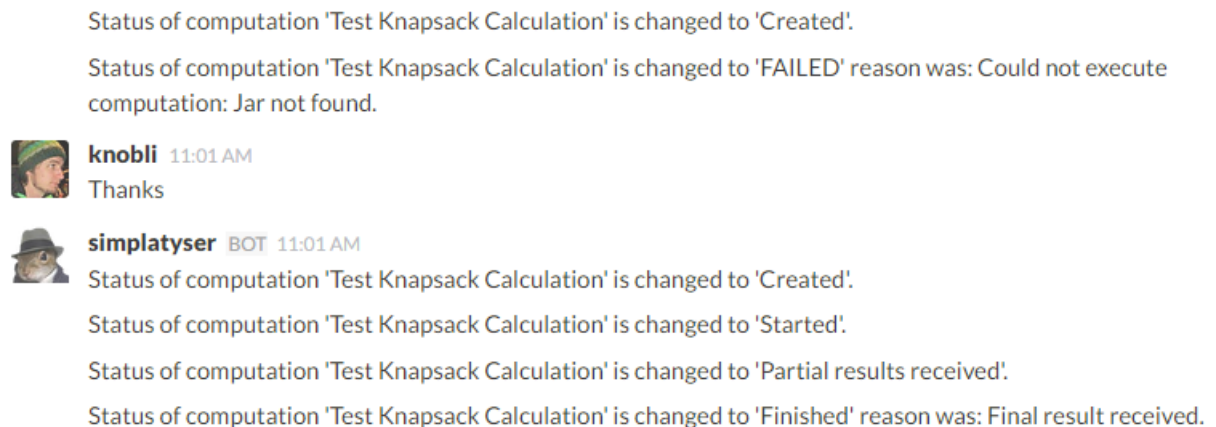 Status of computation 'Test Knapsack Calculation' is changed to 'Created'.
Status of computation 'Test Knapsack Calculation' is changed to 'FAILED' reason was: Could not execute
computation: Jar not found.
knobli 11:01 AM
Thanks
simplatyser BOT 11:01 AM
Status of computation 'Test Knapsack Calculation' is changed to 'Created'.
Status of computation 'Test Knapsack Calculation' is changed to 'Started'.
Status of computation 'Test Knapsack Calculation' is changed to 'Partial results received'.
Status of computation 'Test Knapsack Calculation' is changed to 'Finished' reason was: Final result received.